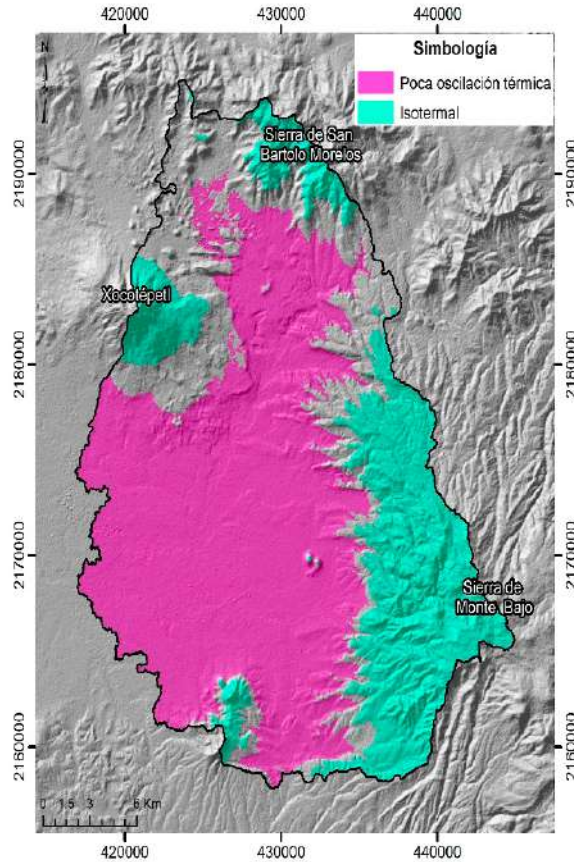 420000 430000 440000
N
Simbología
Poca oscilación térmica
Isotermal
Sierra de San
Bartolo Morelos
2190000 2190000
Xocotépetl
2180000 2180000
2170000 2170000
Sierra de
Monte Bajo
2160000 2160000
0 1.5 3 6 Km
420000 430000 440000